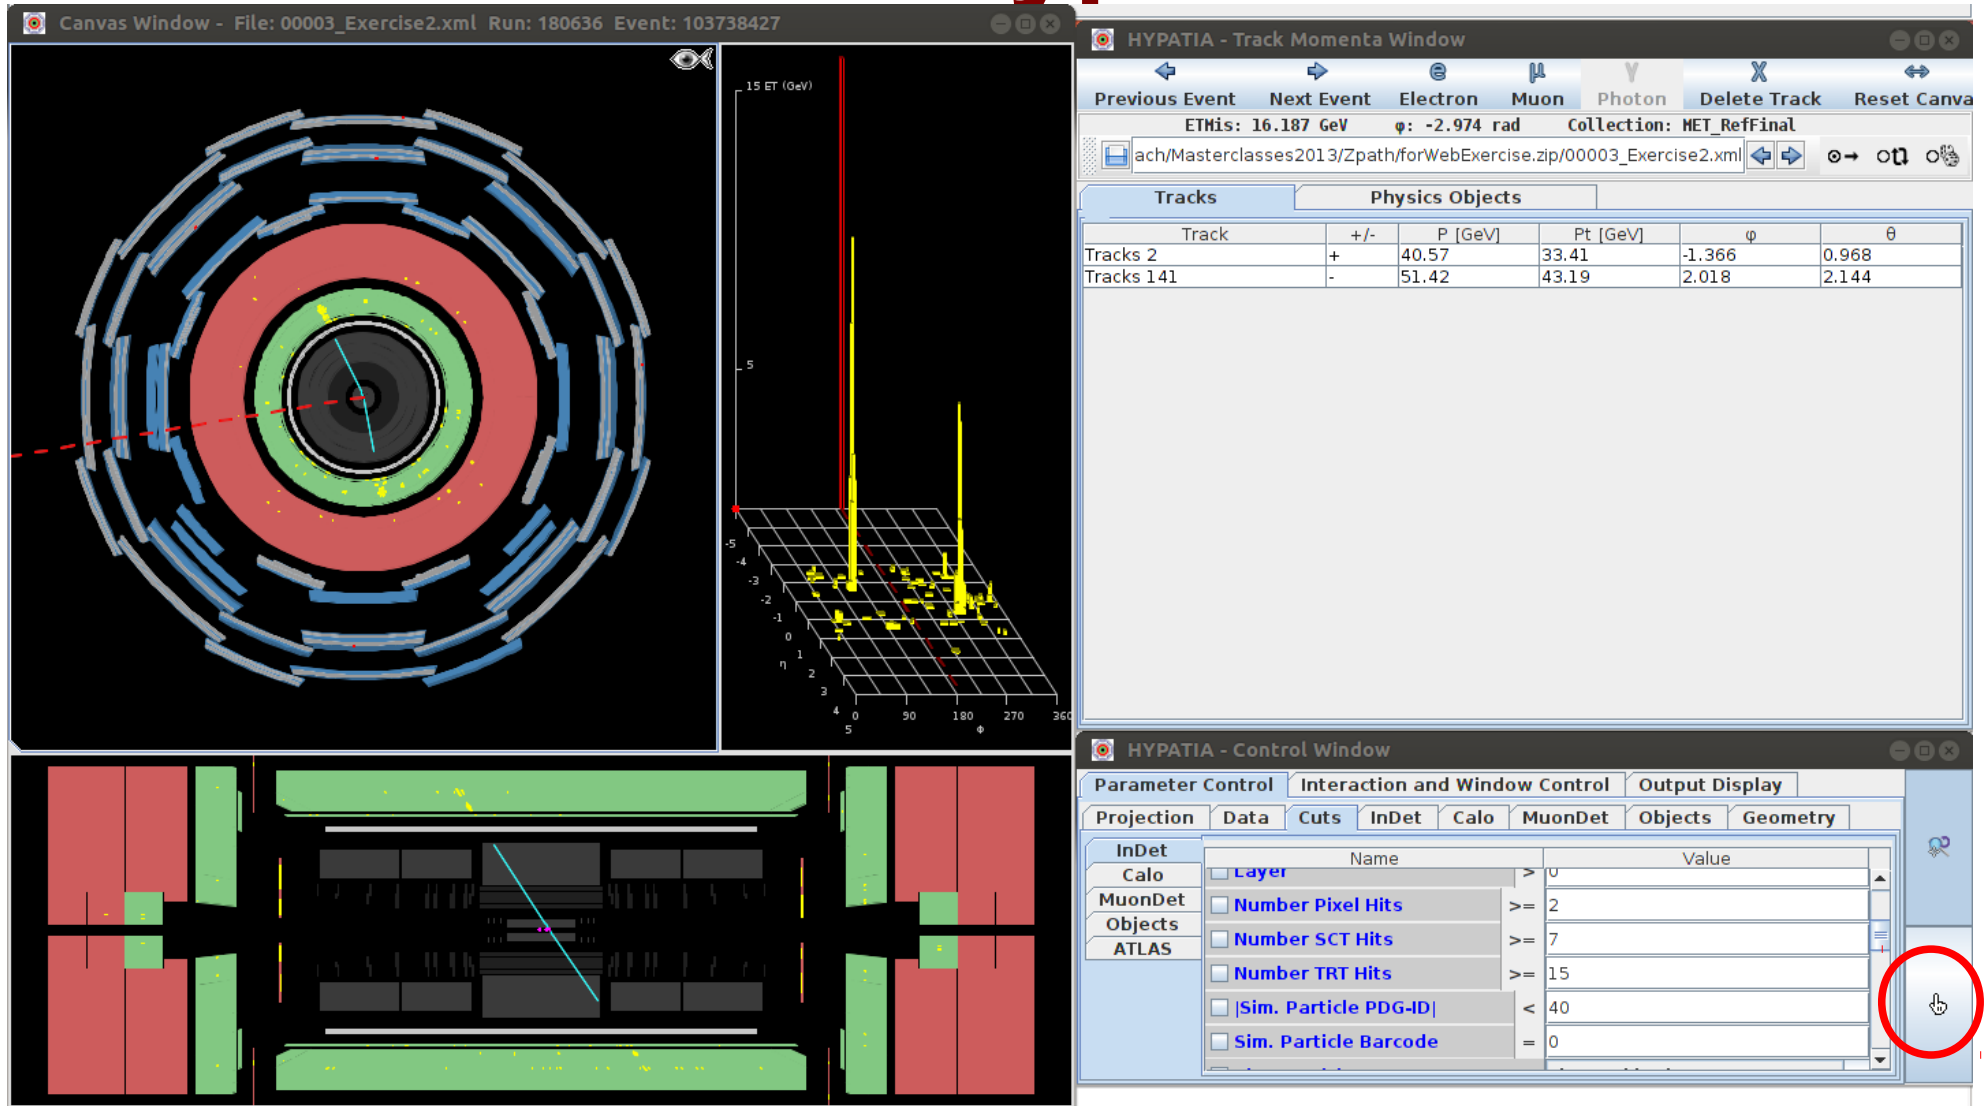 Canvas Window - File: 00003_Exercise2.xml Run: 180636 Event: 103738427
15 ET (GeV)
5
-5
-4
-3
-2
-1
0
1
2
3
4
5
η
0 90 180 270 360
Φ
HYPATIA - Track Momenta Window
Previous Event Next Event Electron Muon Photon Delete Track Reset Canva
ETMis: 16.187 GeV φ: -2.974 rad Collection: MET_RefFinal
ach/Masterclasses2013/Zpath/forWebExercise.zip/00003_Exercise2.xml
Tracks Physics Objects
Track +/- P [GeV] Pt [GeV] φ θ
Tracks 2 + 40.57 33.41 -1.366 0.968
Tracks 141 - 51.42 43.19 2.018 2.144
HYPATIA - Control Window
Parameter Control Interaction and Window Control Output Display
Projection Data Cuts InDet Calo MuonDet Objects Geometry
InDet
Calo
MuonDet
Objects
ATLAS
Name Value
Layer > 0
Number Pixel Hits >= 2
Number SCT Hits >= 7
Number TRT Hits >= 15
|Sim. Particle PDG-ID| < 40
Sim. Particle Barcode = 0